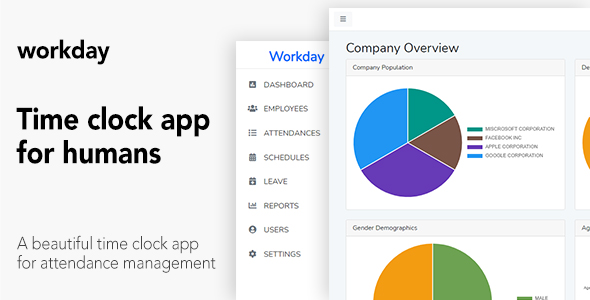 workday
Time clock app
for humans
A beautiful time clock app
for attendance management
Workday
DASHBOARD
EMPLOYEES
ATTENDANCES
SCHEDULES
LEAVE
REPORTS
USERS
SETTINGS
Company Overview
Company Population
De
MISCROSOFT CORPORATION
FACEBOOK INC
APPLE CORPORATION
GOOGLE CORPORATION
Gender Demographics
Ag
MALE